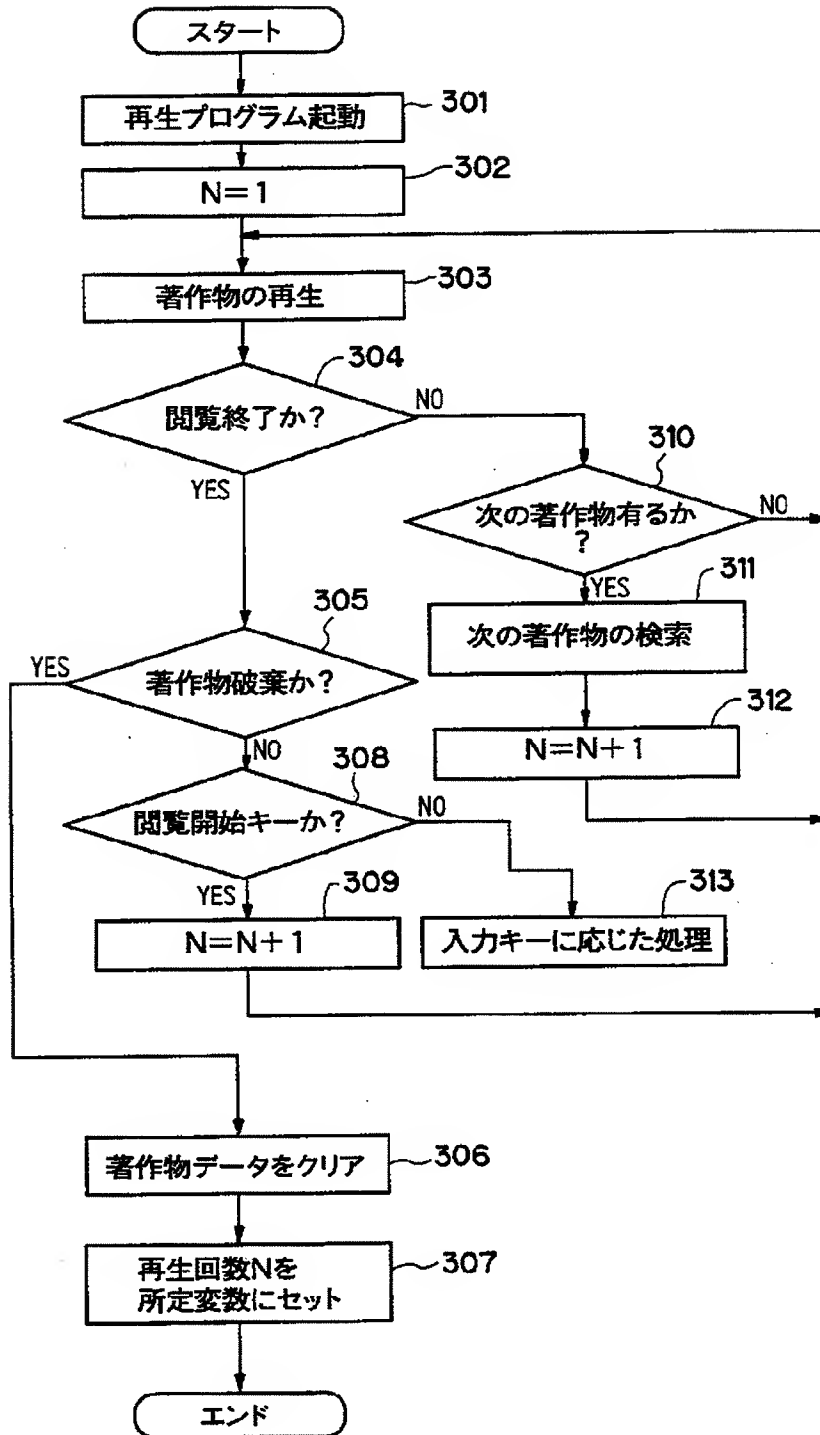 スタート
再生プログラム起動
301
N=1
302
著作物の再生
303
304
閲覧終了か?
NO
YES
310
次の著作物有るか
?
NO
YES
311
次の著作物の検索
305
YES
著作物破棄か?
312
N=N+1
NO
308
閲覧開始キーか?
NO
YES
309
N=N+1
313
入力キーに応じた処理
著作物データをクリア
306
再生回数Nを
所定変数にセット
307
エンド